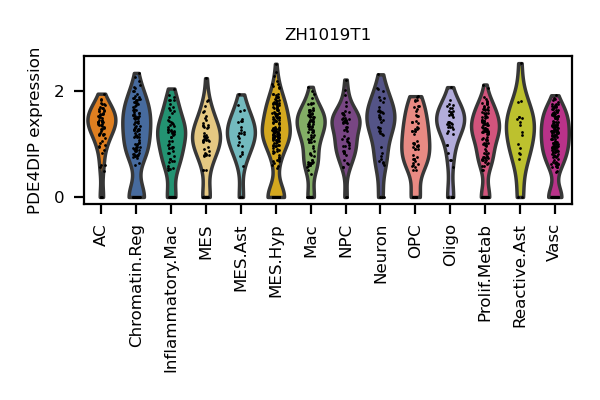 ZH1019T1
PDE4DIP expression
2
0
AC
Chromatin.Reg
Inflammatory.Mac
MES
MES.Ast
MES.Hyp
Mac
NPC
Neuron
OPC
Oligo
Prolif.Metab
Reactive.Ast
Vasc